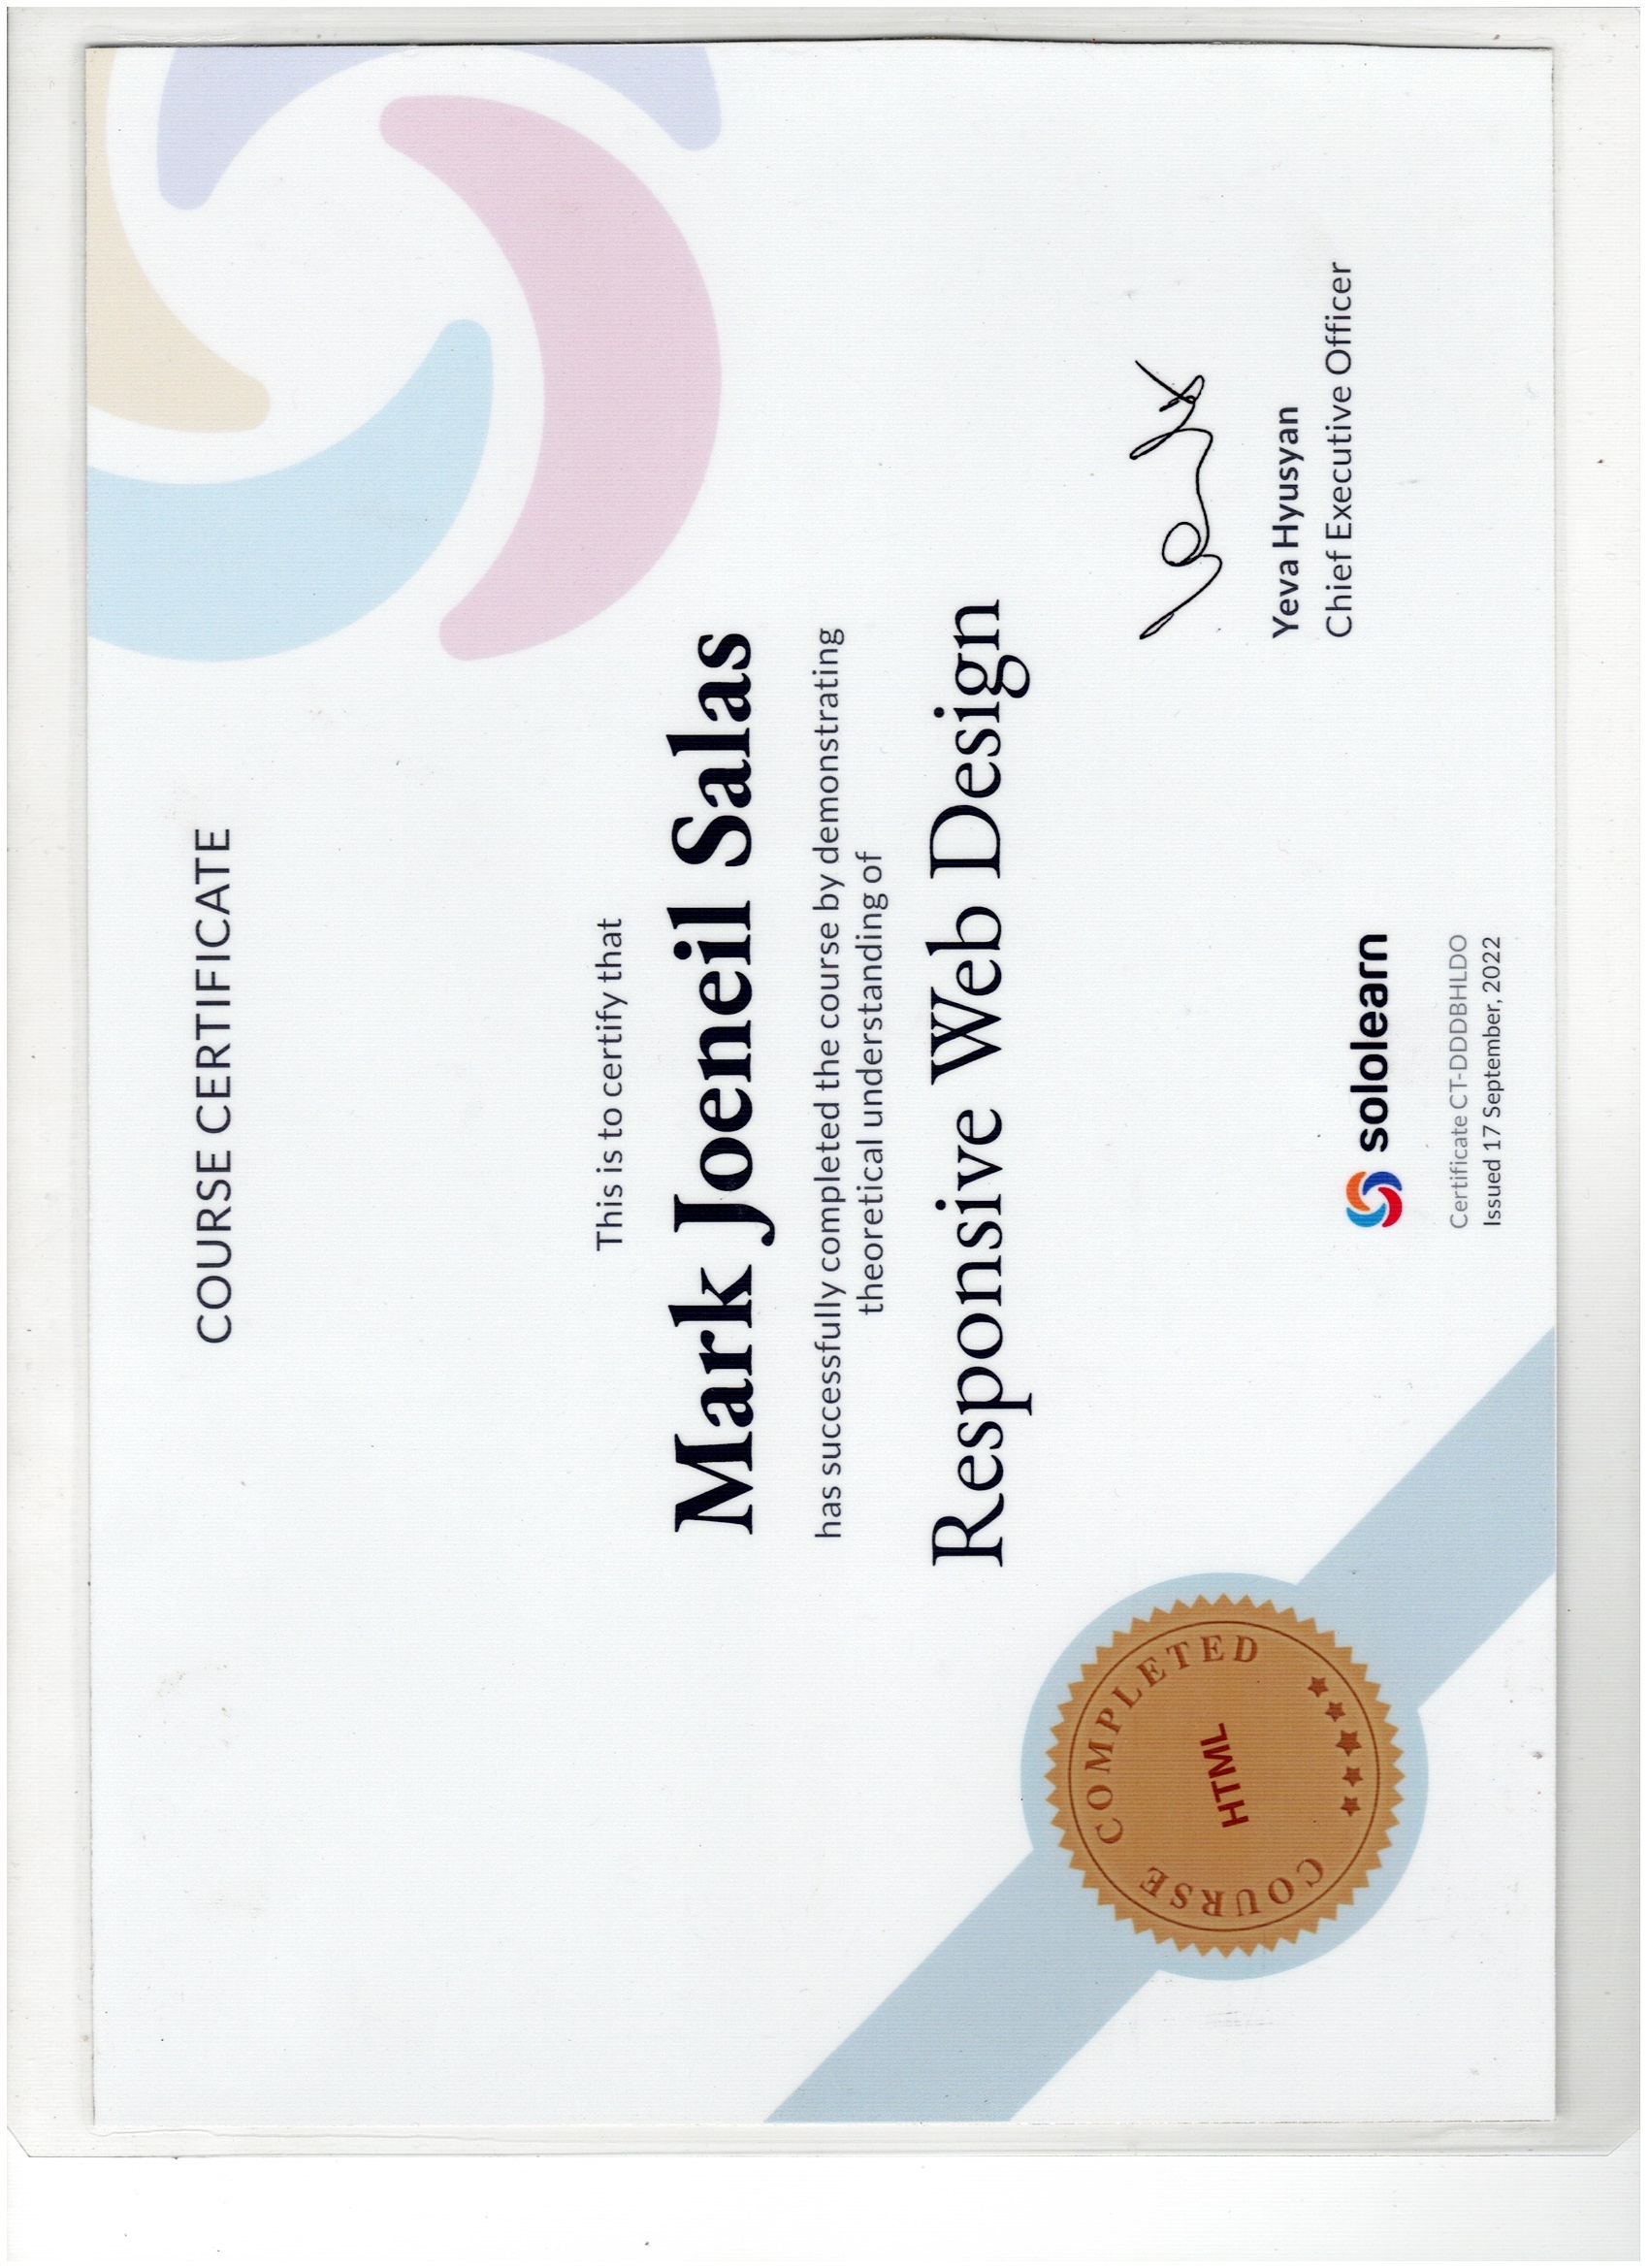 COURSE CERTIFICATE
This is to certify that
Mark Joeneil Salas
has successfully completed the course by demonstrating
theoretical understanding of
Responsive Web Design
COURSE COMPLETED
HTML
Yeva Hyusyan
Chief Executive Officer
sololearn
Certificate CT-DDDBHLDO
Issued 17 September, 2022